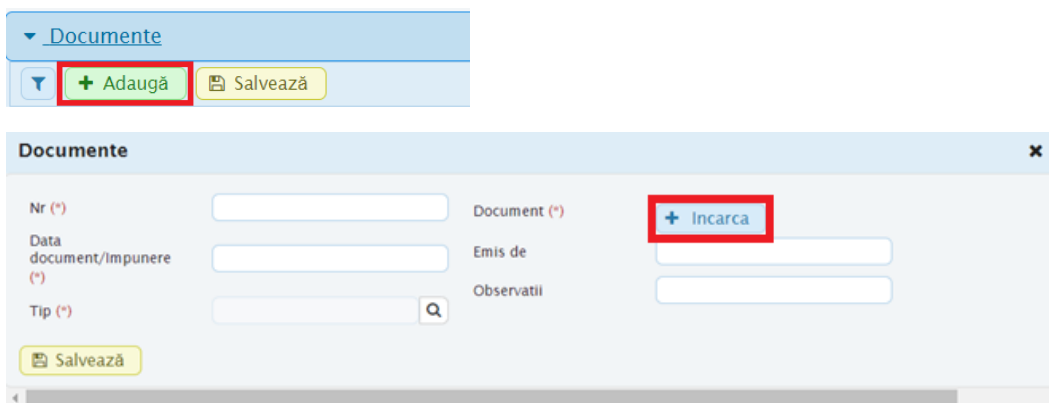 Documente
+ Adaugă Salvează
Documente
Nr (*)
Data
document/Impunere
(*)
Tip (*)
Document (*) + Incarca
Emis de
Observatii
Salvează